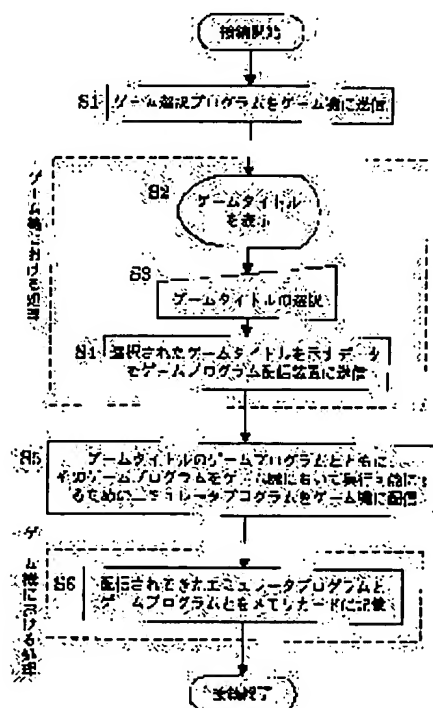 接続開始
S1 ゲーム選択プログラムをゲーム機に送信
ゲーム機における処理
S2
ゲームタイトル
を表示
S3
ゲームタイトルの選択
S4 選択されたゲームタイトルを示すデータ
をゲームプログラム配信装置に送信
S5
ゲームタイトルのゲームプログラムとともに、
そのゲームプログラムをゲーム機において実行可能にす
るためのエミュレータプログラムをゲーム機に配信
ゲーム機における処理
S6 配信されてきたエミュレータプログラムと
ゲームプログラムとをメモリカードに記憶
接続終了